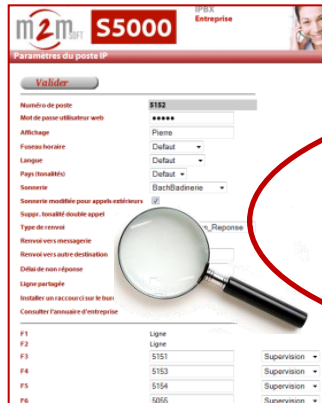 m2m SOFT S5000 IPBX
Entreprise
Paramètres du poste IP
Valider
Numéro de poste 5152
Mot de passe utilisateur web •••••
Affichage Pierre
Fuseau horaire Defaut
Langue Defaut
Pays (tonalités) Defaut
Sonnerie BachBadinerie
Sonnerie modifiée pour appels extérieurs
Suppr. tonalité double appel
Type de renvoi n_Reponse
Renvoi vers messagerie
Renvoi vers autre destination
Délai de non réponse
Ligne partagée
Installer un raccourci sur le bure
Consulter l'annuaire d'entreprise
F1 Ligne
F2 Ligne
F3 5151 Supervision
F4 5153 Supervision
F5 5154 Supervision
F6 5055 Supervision